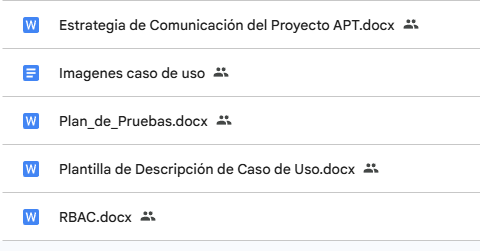 Estrategia de Comunicación del Proyecto APT.docx
Imagenes caso de uso
Plan_de_Pruebas.docx
Plantilla de Descripción de Caso de Uso.docx
RBAC.docx